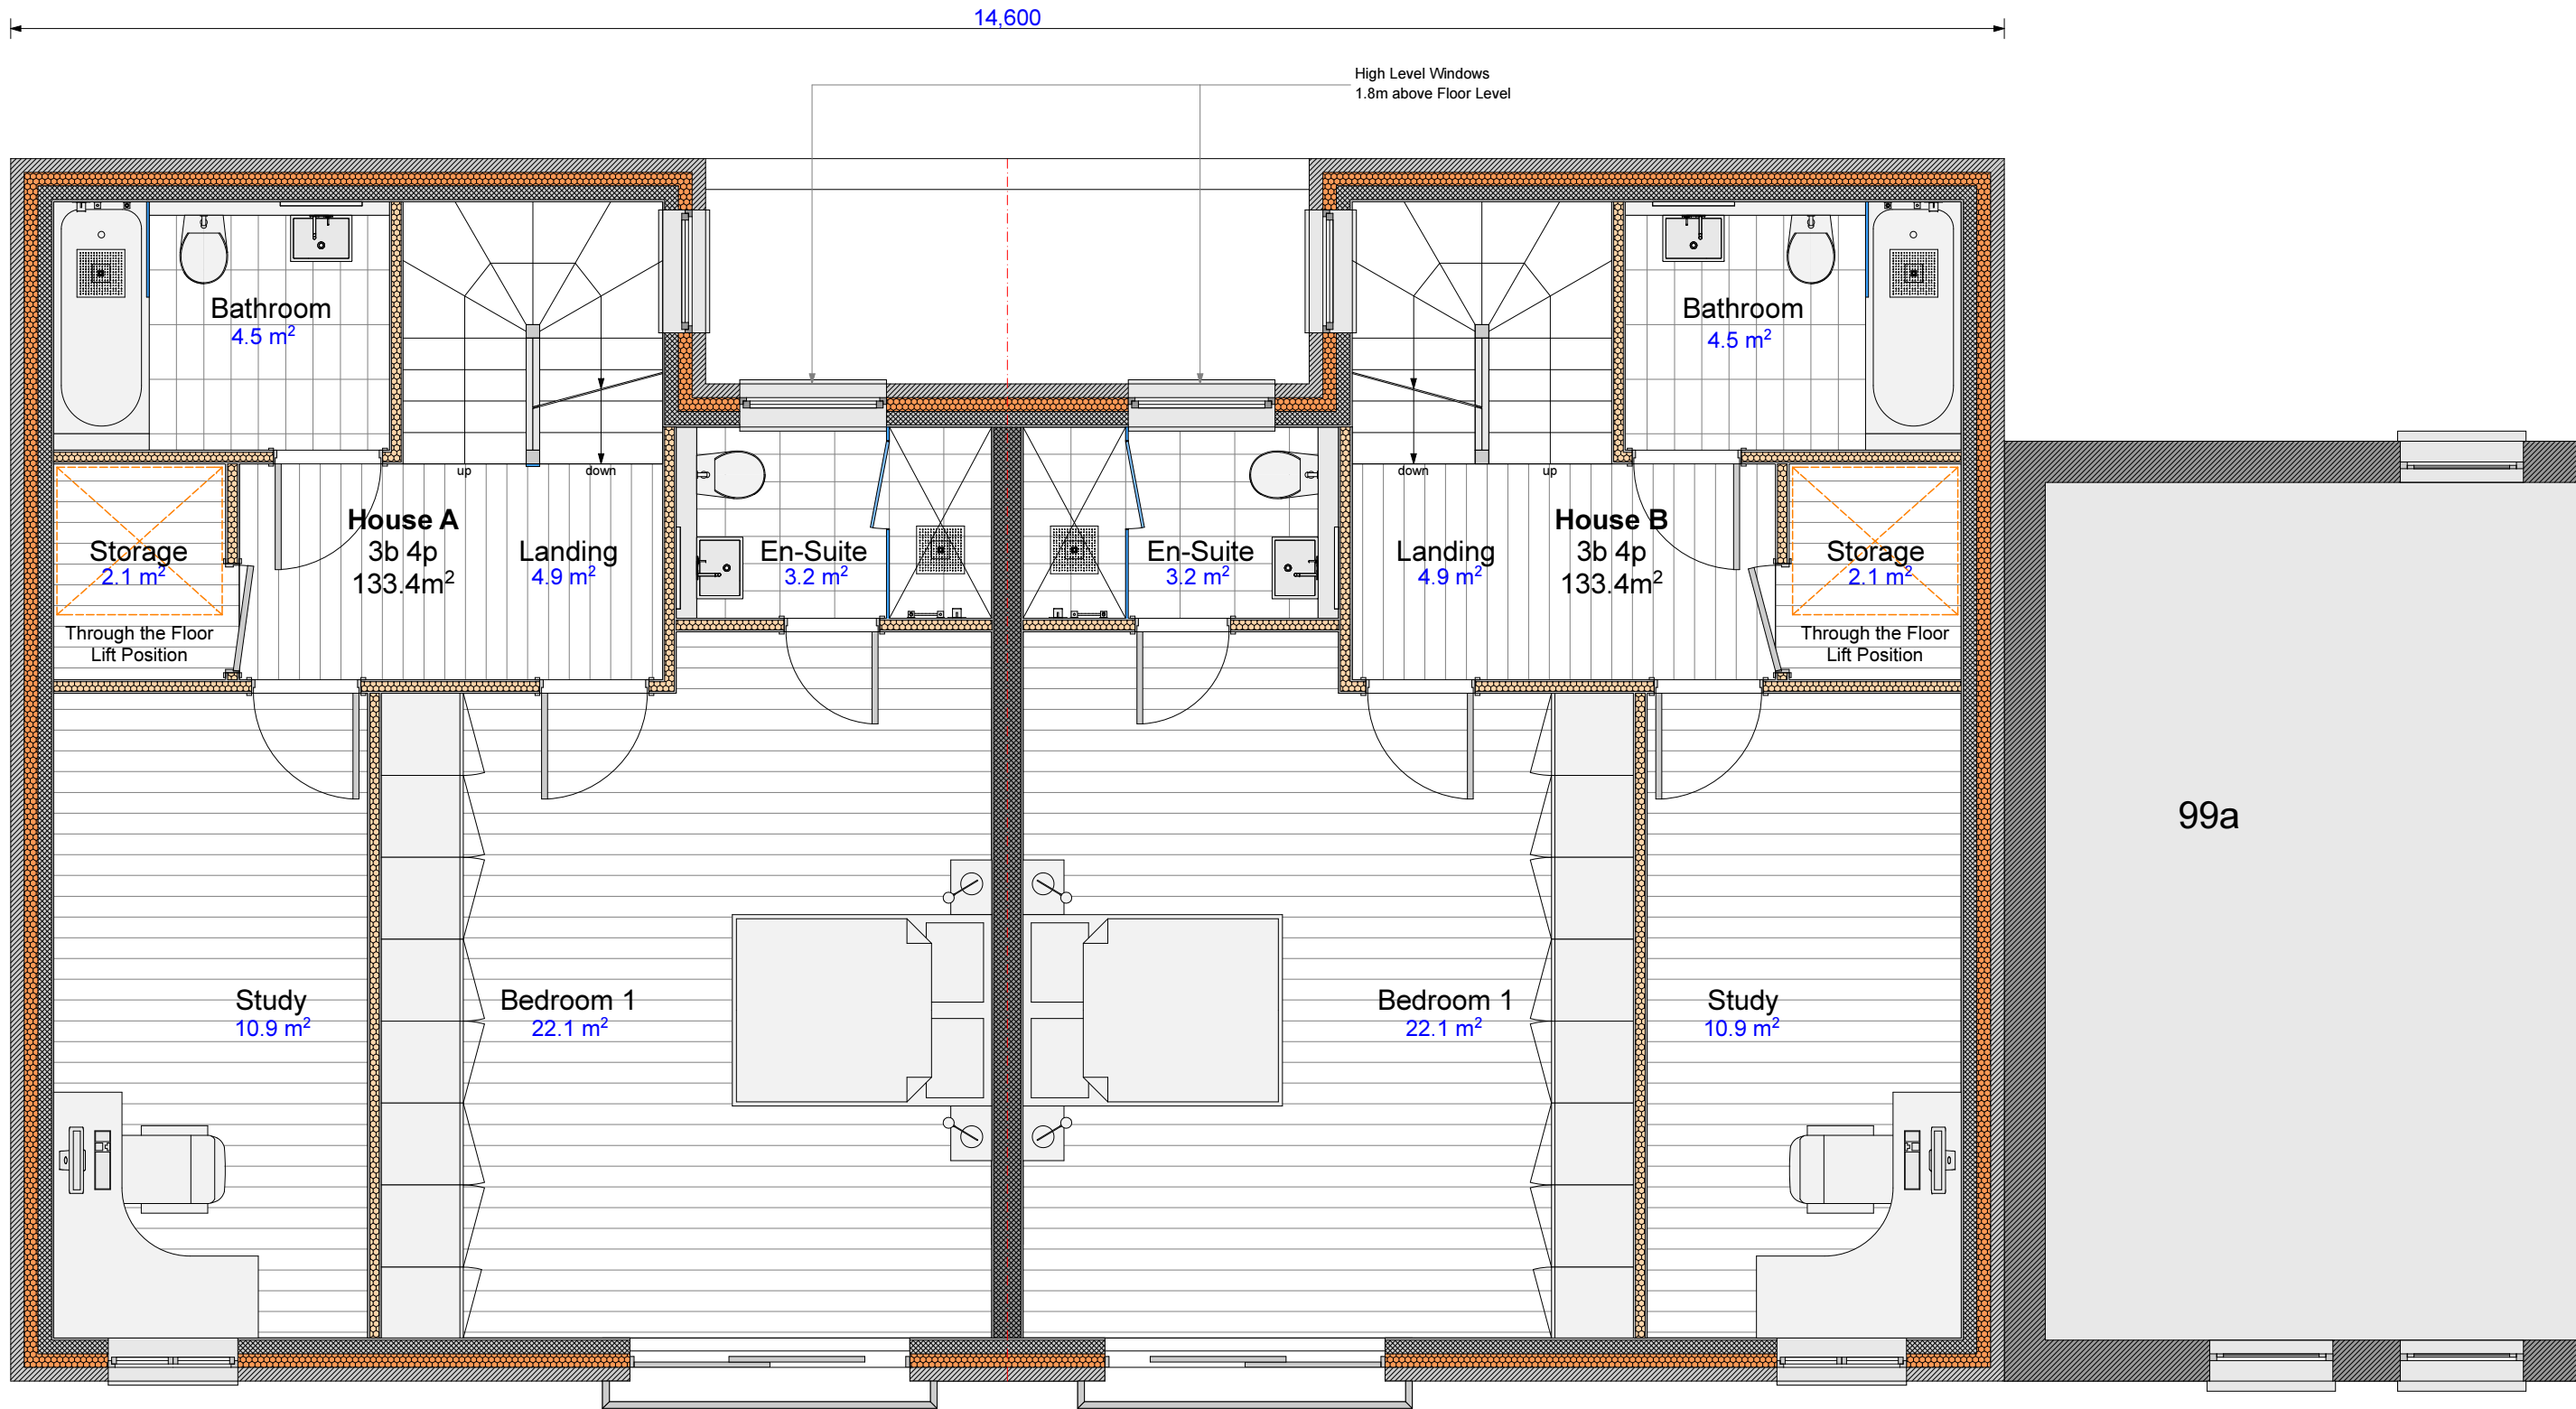 14,600
High Level Windows
1.8m above Floor Level
Bathroom
4.5 m²
Bathroom
4.5 m²
up
down
down
up
House A
3b 4p
133.4m²
Storage
2.1 m²
Landing
4.9 m²
En-Suite
3.2 m²
En-Suite
3.2 m²
Landing
4.9 m²
House B
3b 4p
133.4m²
Storage
2.1 m²
Through the Floor
Lift Position
Through the Floor
Lift Position
99a
Study
10.9 m²
Bedroom 1
22.1 m²
Bedroom 1
22.1 m²
Study
10.9 m²